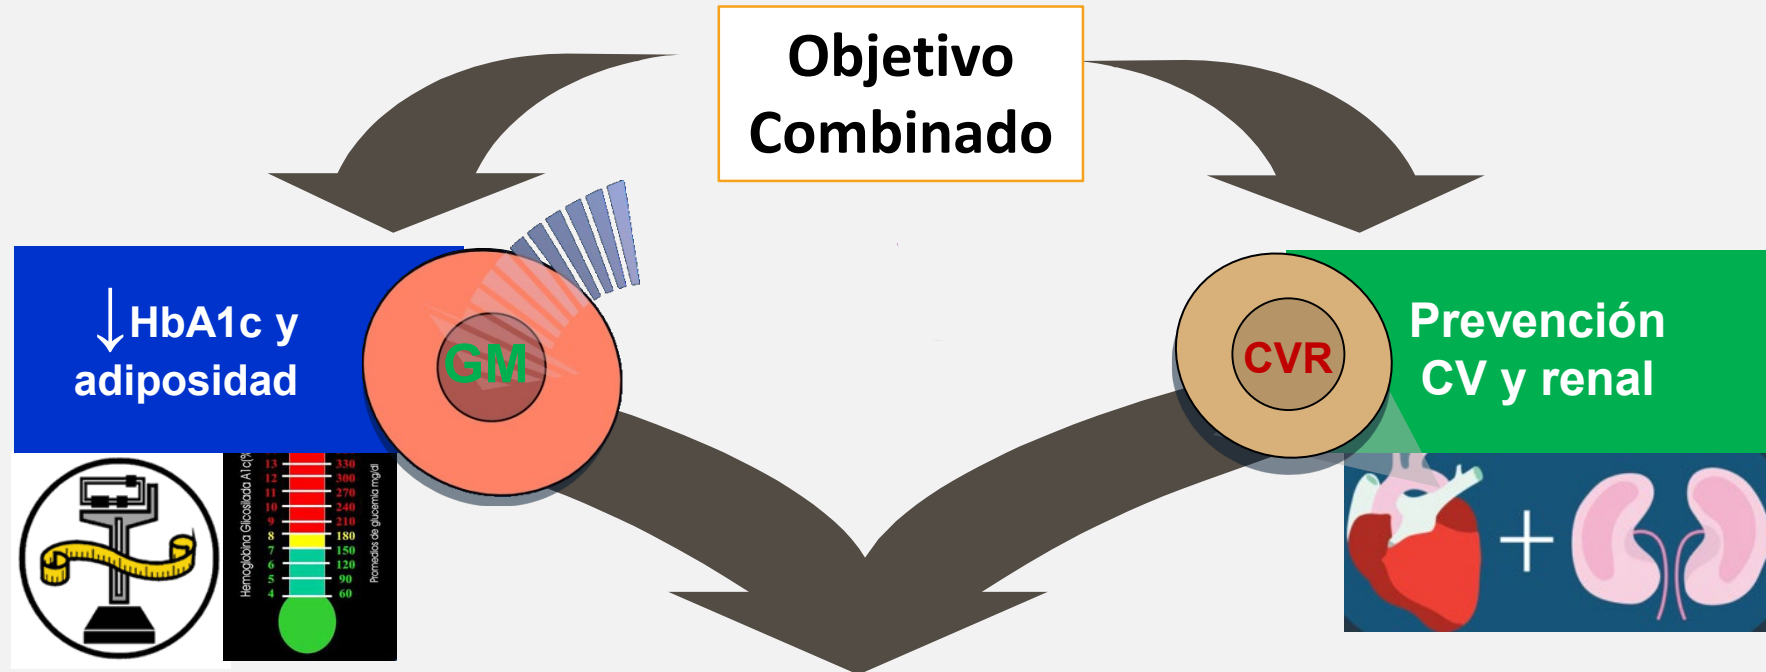 Objetivo
Combinado
↓HbA1c y
adiposidad
GM
CVR
Prevención
CV y renal
Hemoglobina Glicosilada A1c(%
13 330
12 300
11 270
10 240
9 210
8 180
7 150
6 120
5 90
4 60
Promedios de glucemia mg/dl
+